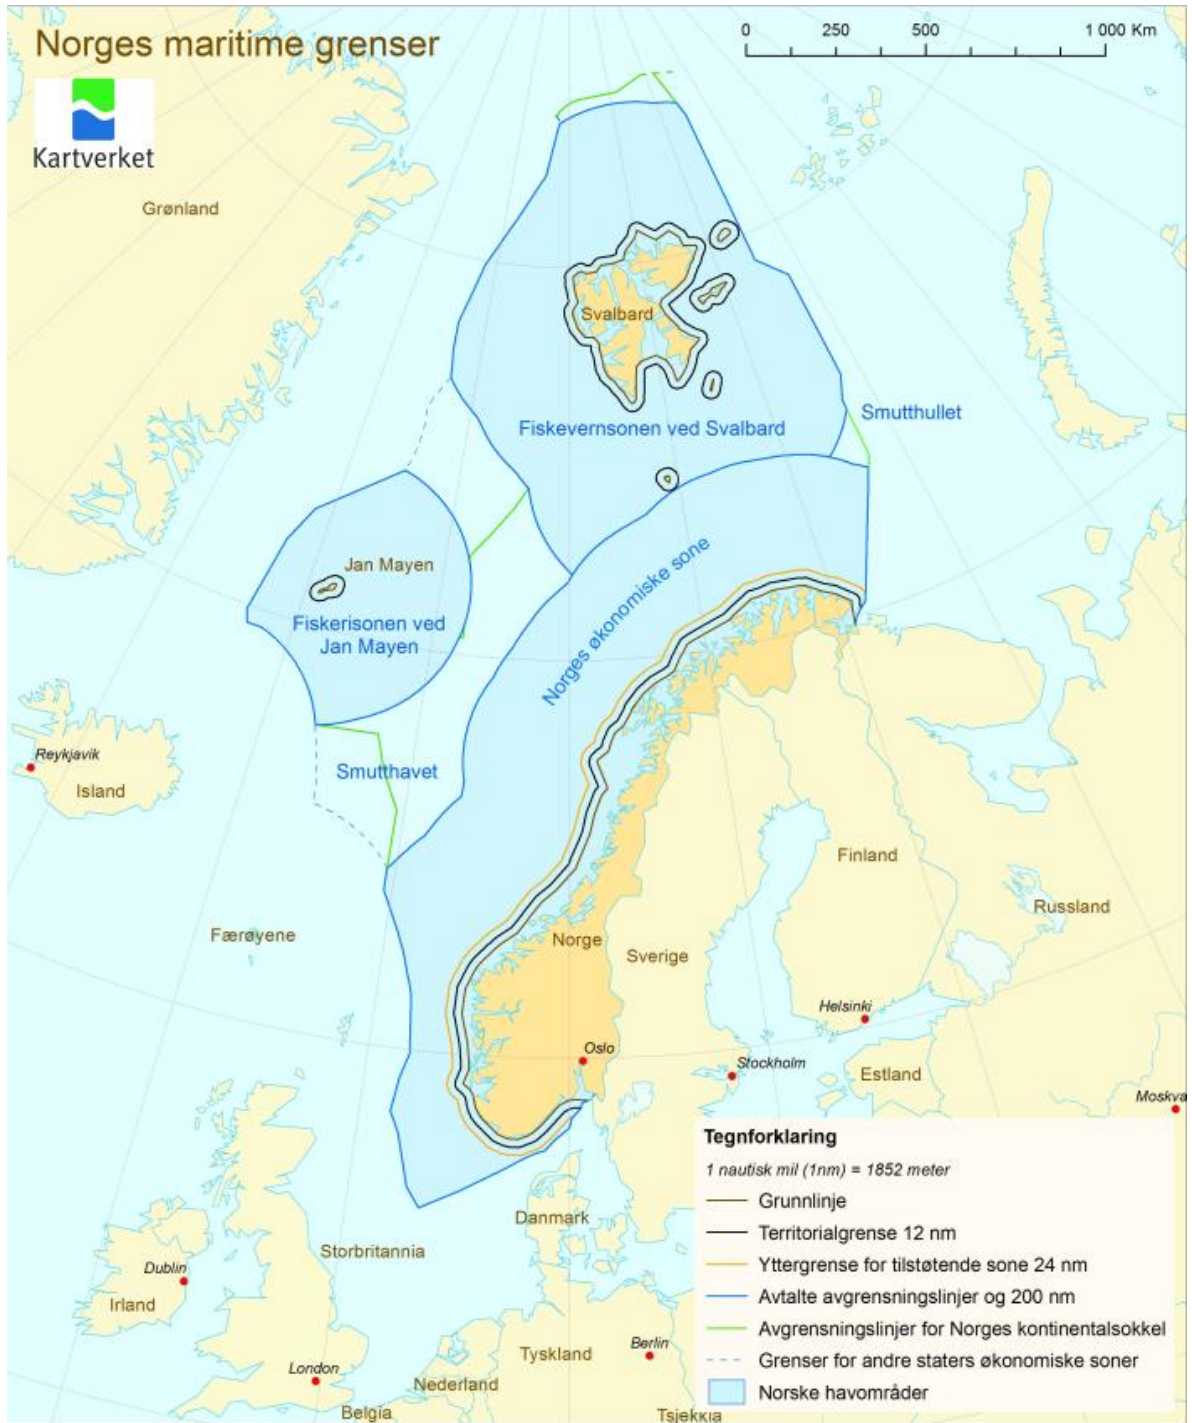 Norges maritime grenser
0 250 500 1 000 Km
Kartverket
Grønland
Svalbard
Smutthullet
Fiskevernsonen ved Svalbard
Jan Mayen
Fiskerisonen ved
Jan Mayen
Norges økonomiske sone
Reykjavik
Island
Smutthavet
Finland
Russland
Færøyene
Norge
Sverige
Helsinki
Oslo
Stockholm
Estland
Moskva
Tegnforklaring
1 nautisk mil (1nm) = 1852 meter
Grunnlinje
Territorialgrense 12 nm
Yttergrense for tilstøtende sone 24 nm
Avtalte avgrensningslinjer og 200 nm
Avgrensningslinjer for Norges kontinentalsokkel
Grenser for andre staters økonomiske soner
Norske havområder
Danmark
Storbritannia
Dublin
Irland
Berlin
Tyskland
London
Nederland
Belgia
Tsjekkia